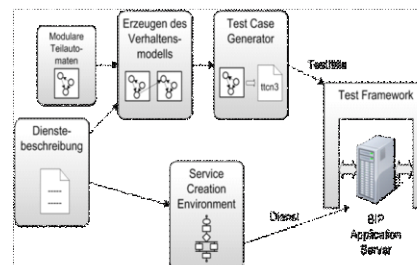 Modulare
Teilauto-
maten
Erzeugen des
Verhaltens-
modells
Test Case
Generator
ttcn3
Testfälle
Test Framework
Dienste-
beschreibung
Service
Creation
Environment
Dienst
SIP
Application
Server